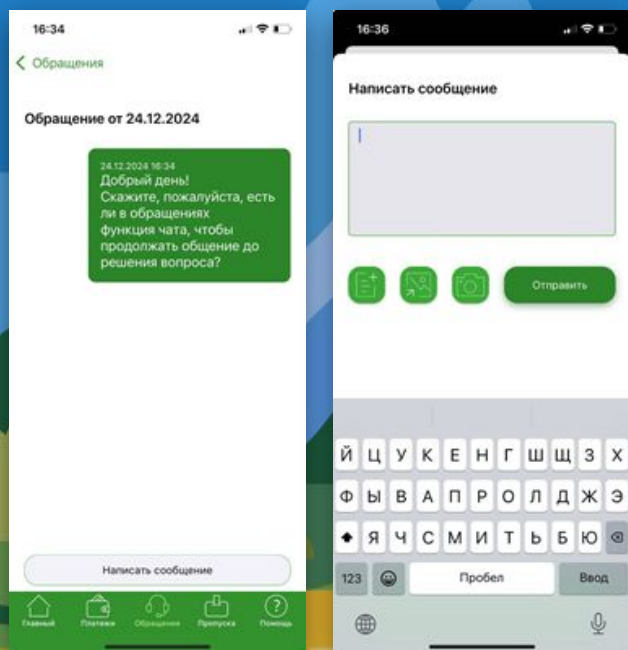 16:34
Обращения
Обращение от 24.12.2024
24.12.2024 16:34
Добрый день!
Скажите, пожалуйста, есть
ли в обращениях
функция чата, чтобы
продолжать общение до
решения вопроса?
Написать сообщение
Главный Платежи Обращения Пропуска Помощь
16:36
Написать сообщение
Отправить
Й Ц У К Е Н Г Ш Щ З Х
Ф Ы В А П Р О Л Д Ж Э
Я Ч С М И Т Ь Б Ю
123 Пробел Ввод